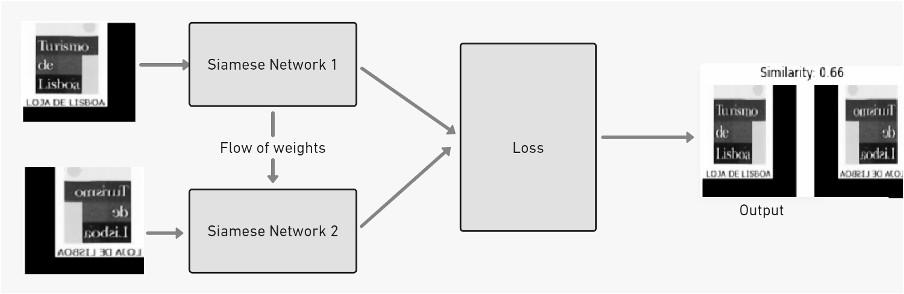 Turismo
de
Lisboa
LOJA DE LISBOA
Siamese Network 1
Flow of weights
Turismo
de
Lisboa
LOJA DE LISBOA
Siamese Network 2
Loss
Similarity: 0.66
Turismo
de
Lisboa
LOJA DE LISBOA
Turismo
de
Lisboa
LOJA DE LISBOA
Output